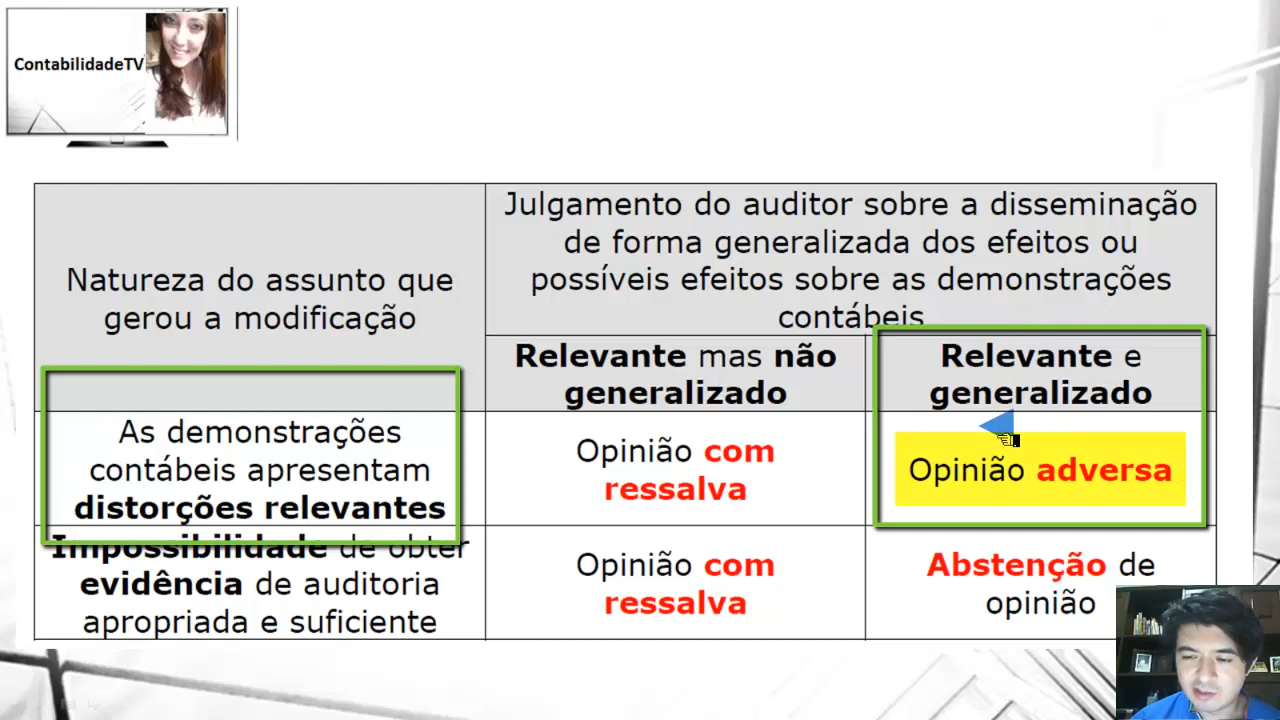 ContabilidadeTV
Natureza do assunto que
gerou a modificação
Julgamento do auditor sobre a disseminação
de forma generalizada dos efeitos ou
possíveis efeitos sobre as demonstrações
contábeis
Relevante mas não
generalizado
Relevante e
generalizado
As demonstrações
contábeis apresentam
distorções relevantes
Opinião com
ressalva
Opinião adversa
Impossibilidade de obter
evidência de auditoria
apropriada e suficiente
Opinião com
ressalva
Abstenção de
opinião